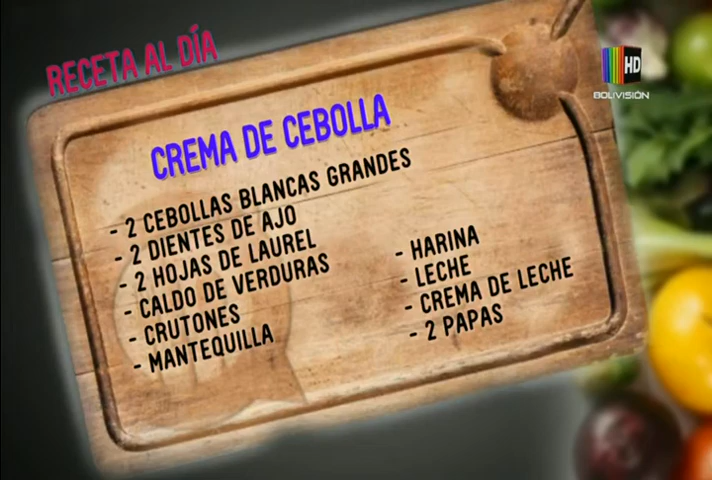 RECETA AL DÍA
HD
BOLIVISIÓN
CREMA DE CEBOLLA
- 2 CEBOLLAS BLANCAS GRANDES
- 2 DIENTES DE AJO
- 2 HOJAS DE LAUREL
- CALDO DE VERDURAS
- CRUTONES
- MANTEQUILLA
- HARINA
- LECHE
- CREMA DE LECHE
- 2 PAPAS